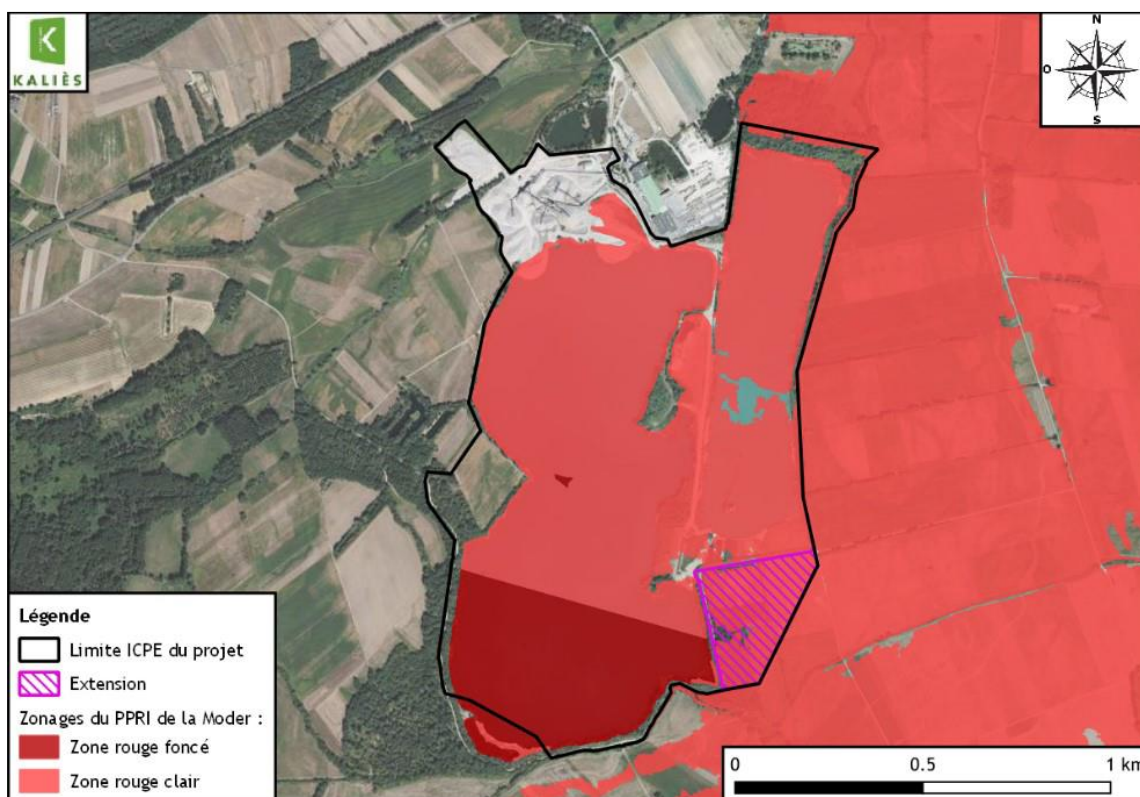 KALIÈS
N
O
E
S
Légende
Limite ICPE du projet
Extension
Zonages du PPRI de la Moder :
Zone rouge foncé
Zone rouge clair
0 0.5 1 km